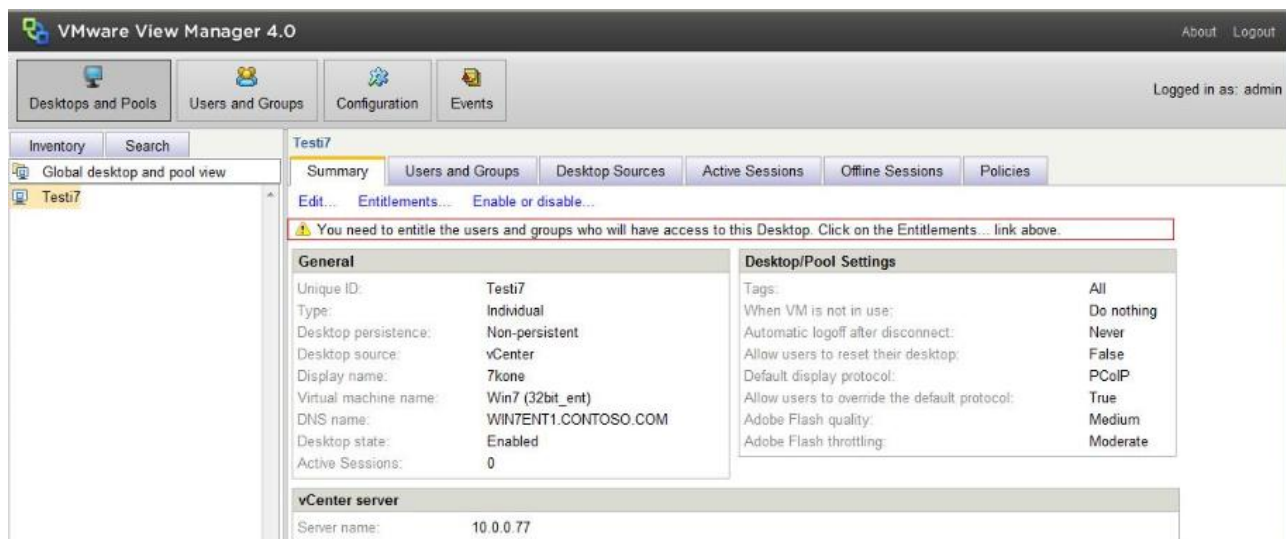 VMware View Manager 4.0
About Logout
Desktops and Pools
Users and Groups
Configuration
Events
Logged in as: admin
Inventory Search
Global desktop and pool view
Testi7
Testi7
Summary Users and Groups Desktop Sources Active Sessions Offline Sessions Policies
Edit... Entitlements... Enable or disable...
You need to entitle the users and groups who will have access to this Desktop. Click on the Entitlements... link above.
General
Unique ID: Testi7
Type: Individual
Desktop persistence: Non-persistent
Desktop source: vCenter
Display name: 7kone
Virtual machine name: Win7 (32bit_ent)
DNS name: WIN7ENT1.CONTOSO.COM
Desktop state: Enabled
Active Sessions: 0
Desktop/Pool Settings
Tags: All
When VM is not in use: Do nothing
Automatic logoff after disconnect: Never
Allow users to reset their desktop: False
Default display protocol: PCoIP
Allow users to override the default protocol: True
Adobe Flash quality: Medium
Adobe Flash throttling: Moderate
vCenter server
Server name: 10.0.0.77